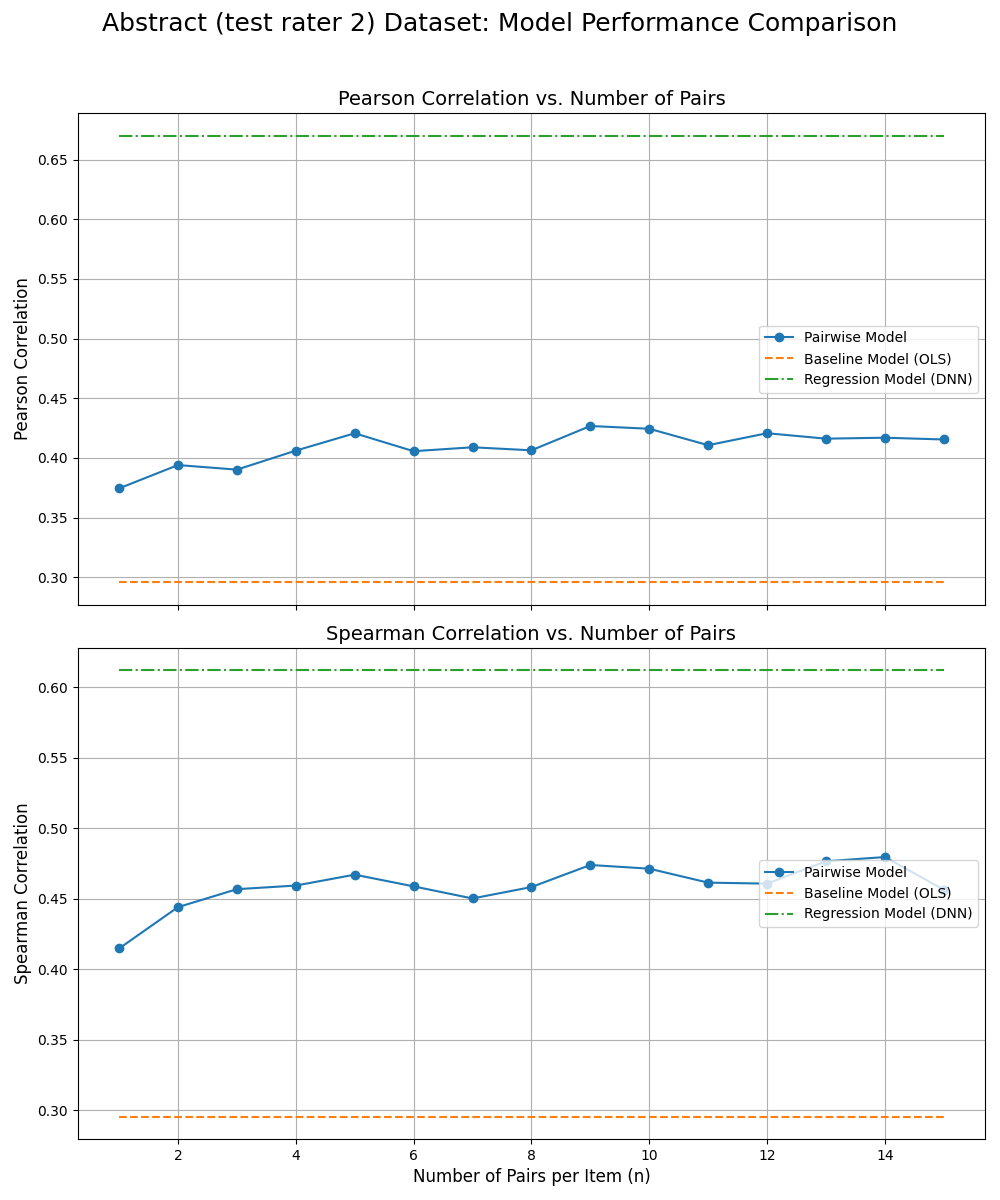 Abstract (test rater 2) Dataset: Model Performance Comparison
Pearson Correlation vs. Number of Pairs
Pearson Correlation
0.65
0.60
0.55
0.50
0.45
0.40
0.35
0.30
Pairwise Model
Baseline Model (OLS)
Regression Model (DNN)
Spearman Correlation vs. Number of Pairs
Spearman Correlation
0.60
0.55
0.50
0.45
0.40
0.35
0.30
Pairwise Model
Baseline Model (OLS)
Regression Model (DNN)
2 4 6 8 10 12 14
Number of Pairs per Item (n)